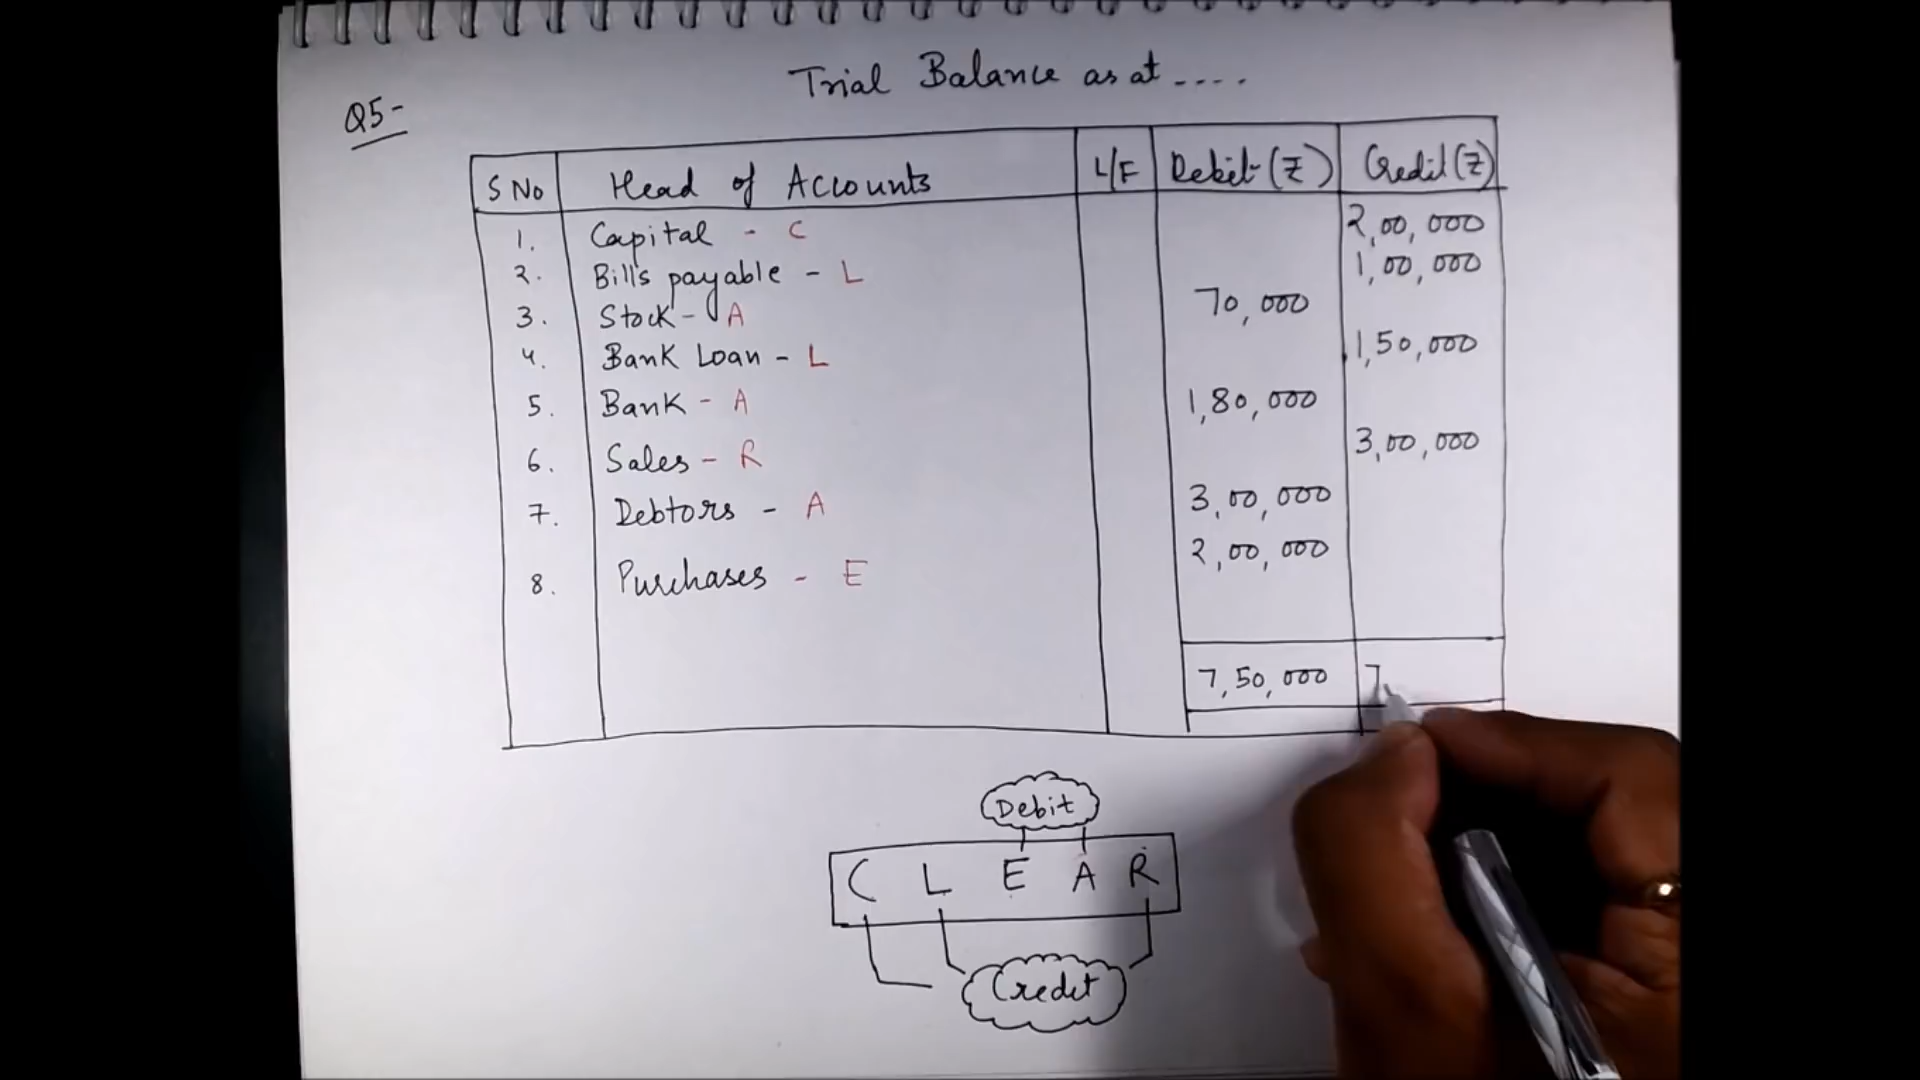 Trial Balance as at ....
Q5-
S No Head of Accounts L/F Debit (₹) Credit (₹)
1. Capital - C 2,00,000
2. Bills payable - L 1,00,000
3. Stock - A 70,000
4. Bank Loan - L 1,50,000
5. Bank - A 1,80,000
6. Sales - R 3,00,000
7. Debtors - A 3,00,000
8. Purchases - E 2,00,000
7,50,000 7
Debit
C L E A R
Credit